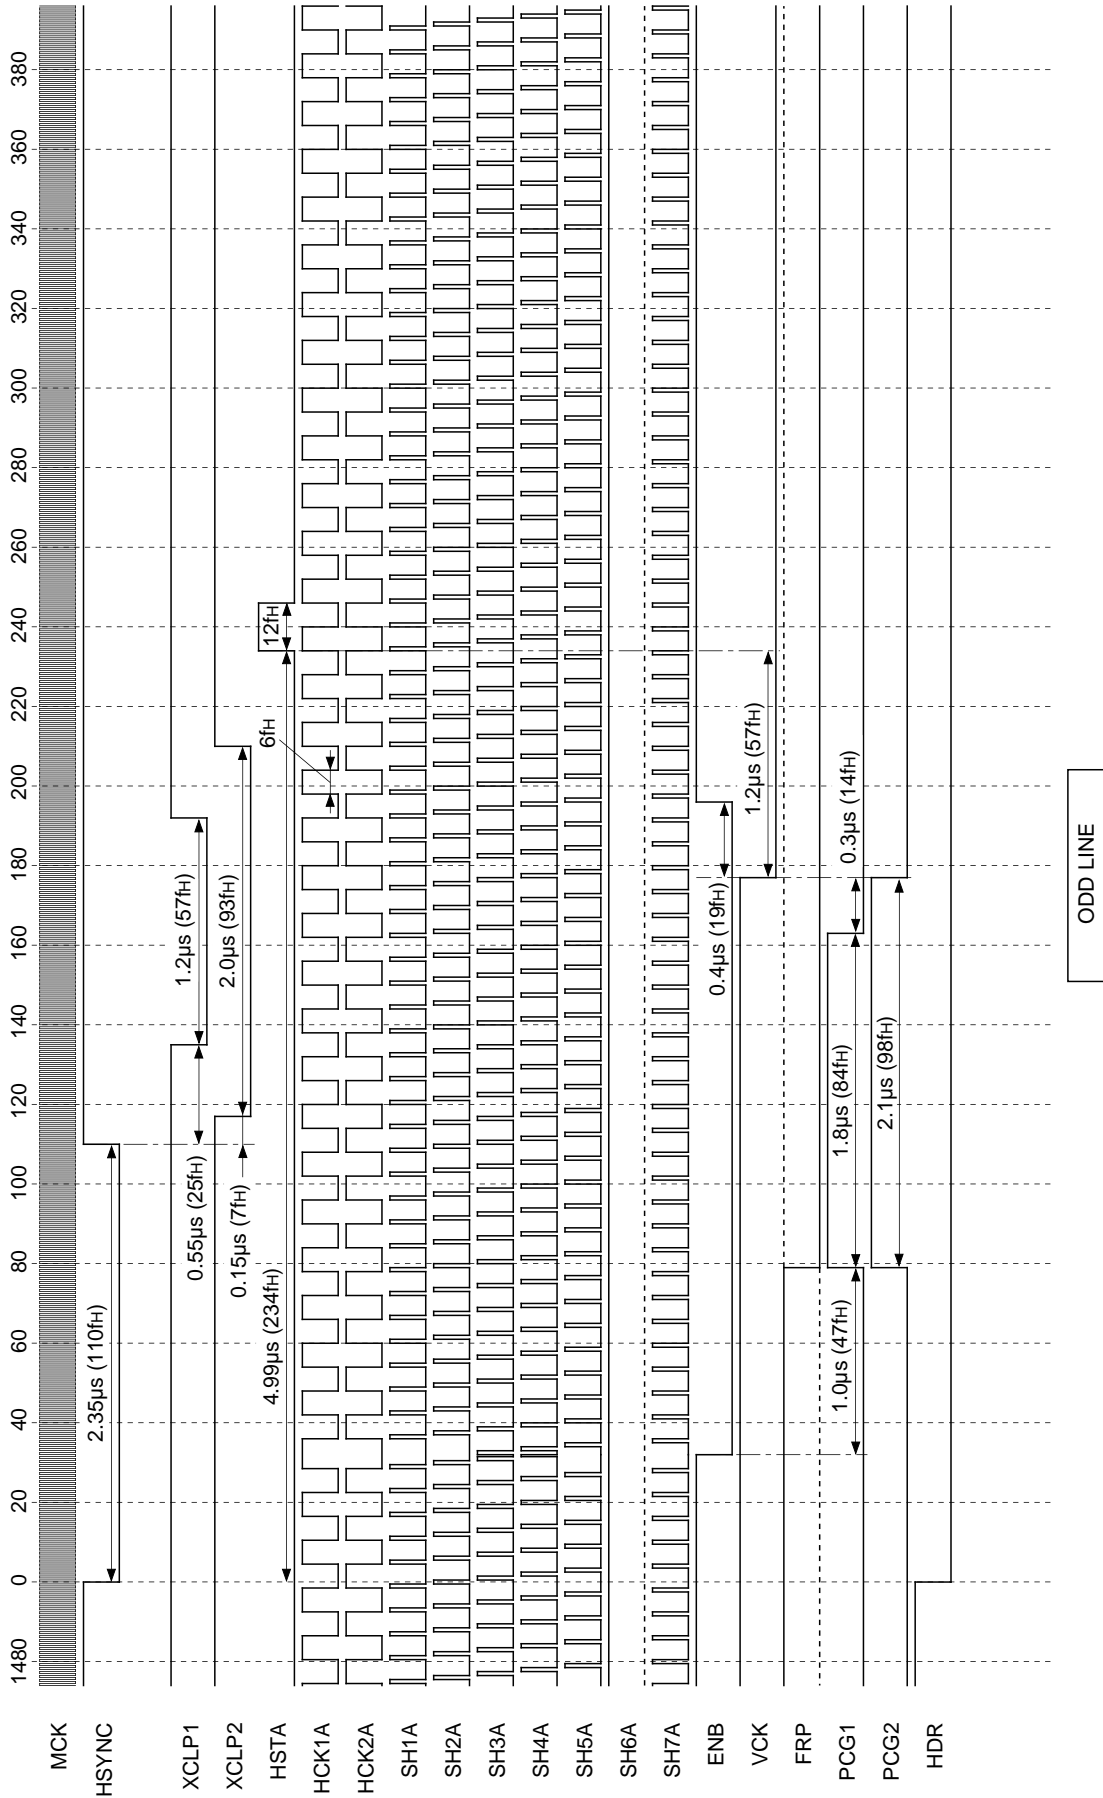 MCK
HSYNC
XCLP1
XCLP2
HSTA
HCK1A
HCK2A
SH1A
SH2A
SH3A
SH4A
SH5A
SH6A
SH7A
ENB
VCK
FRP
PCG1
PCG2
HDR
1480 0 20 40 60 80 100 120 140 160 180 200 220 240 260 280 300 320 340 360 380
2.35µs (110fH)
0.55µs (25fH)
1.2µs (57fH)
0.15µs (7fH)
2.0µs (93fH)
4.99µs (234fH)
12fH
6fH
0.4µs (19fH)
1.2µs (57fH)
1.0µs (47fH)
1.8µs (84fH)
0.3µs (14fH)
2.1µs (98fH)
ODD LINE